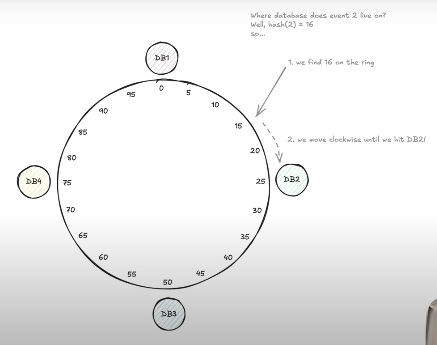 Where database does event 2 live on?
Well, hash(2) = 16
so...
1. we find 16 on the ring
DB1
0
5
95
10
90
15
85
2. we move clockwise until we hit DB2!
20
80
DB4
75
25
DB2
70
30
65
35
60
40
55
45
50
DB3